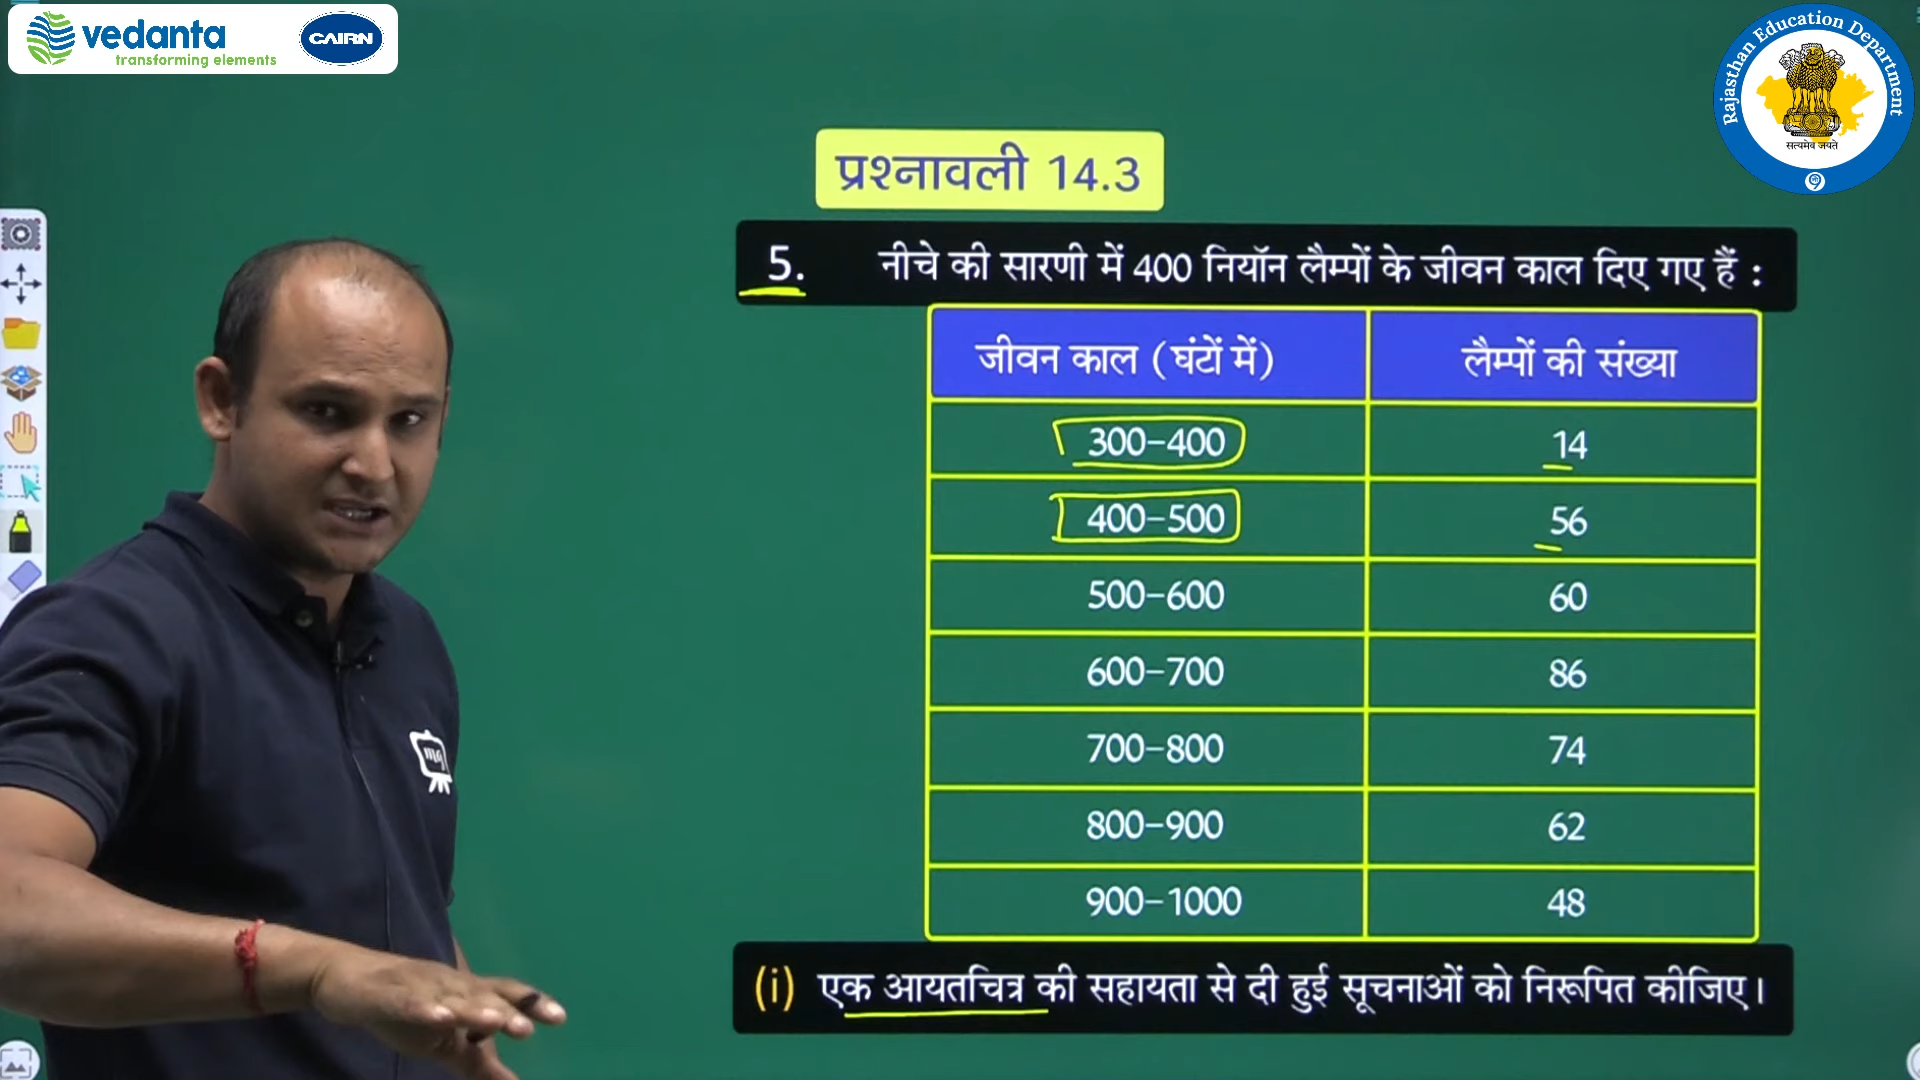 vedanta
transforming elements
CAIRN
Rajasthan Education Department
सत्यमेव जयते
प्रश्नावली 14.3
5. नीचे की सारणी में 400 नियॉन लैम्पों के जीवन काल दिए गए हैं :
जीवन काल (घंटों में) लैम्पों की संख्या
300-400 14
400-500 56
500-600 60
600-700 86
700-800 74
800-900 62
900-1000 48
(i) एक आयतचित्र की सहायता से दी हुई सूचनाओं को निरूपित कीजिए।